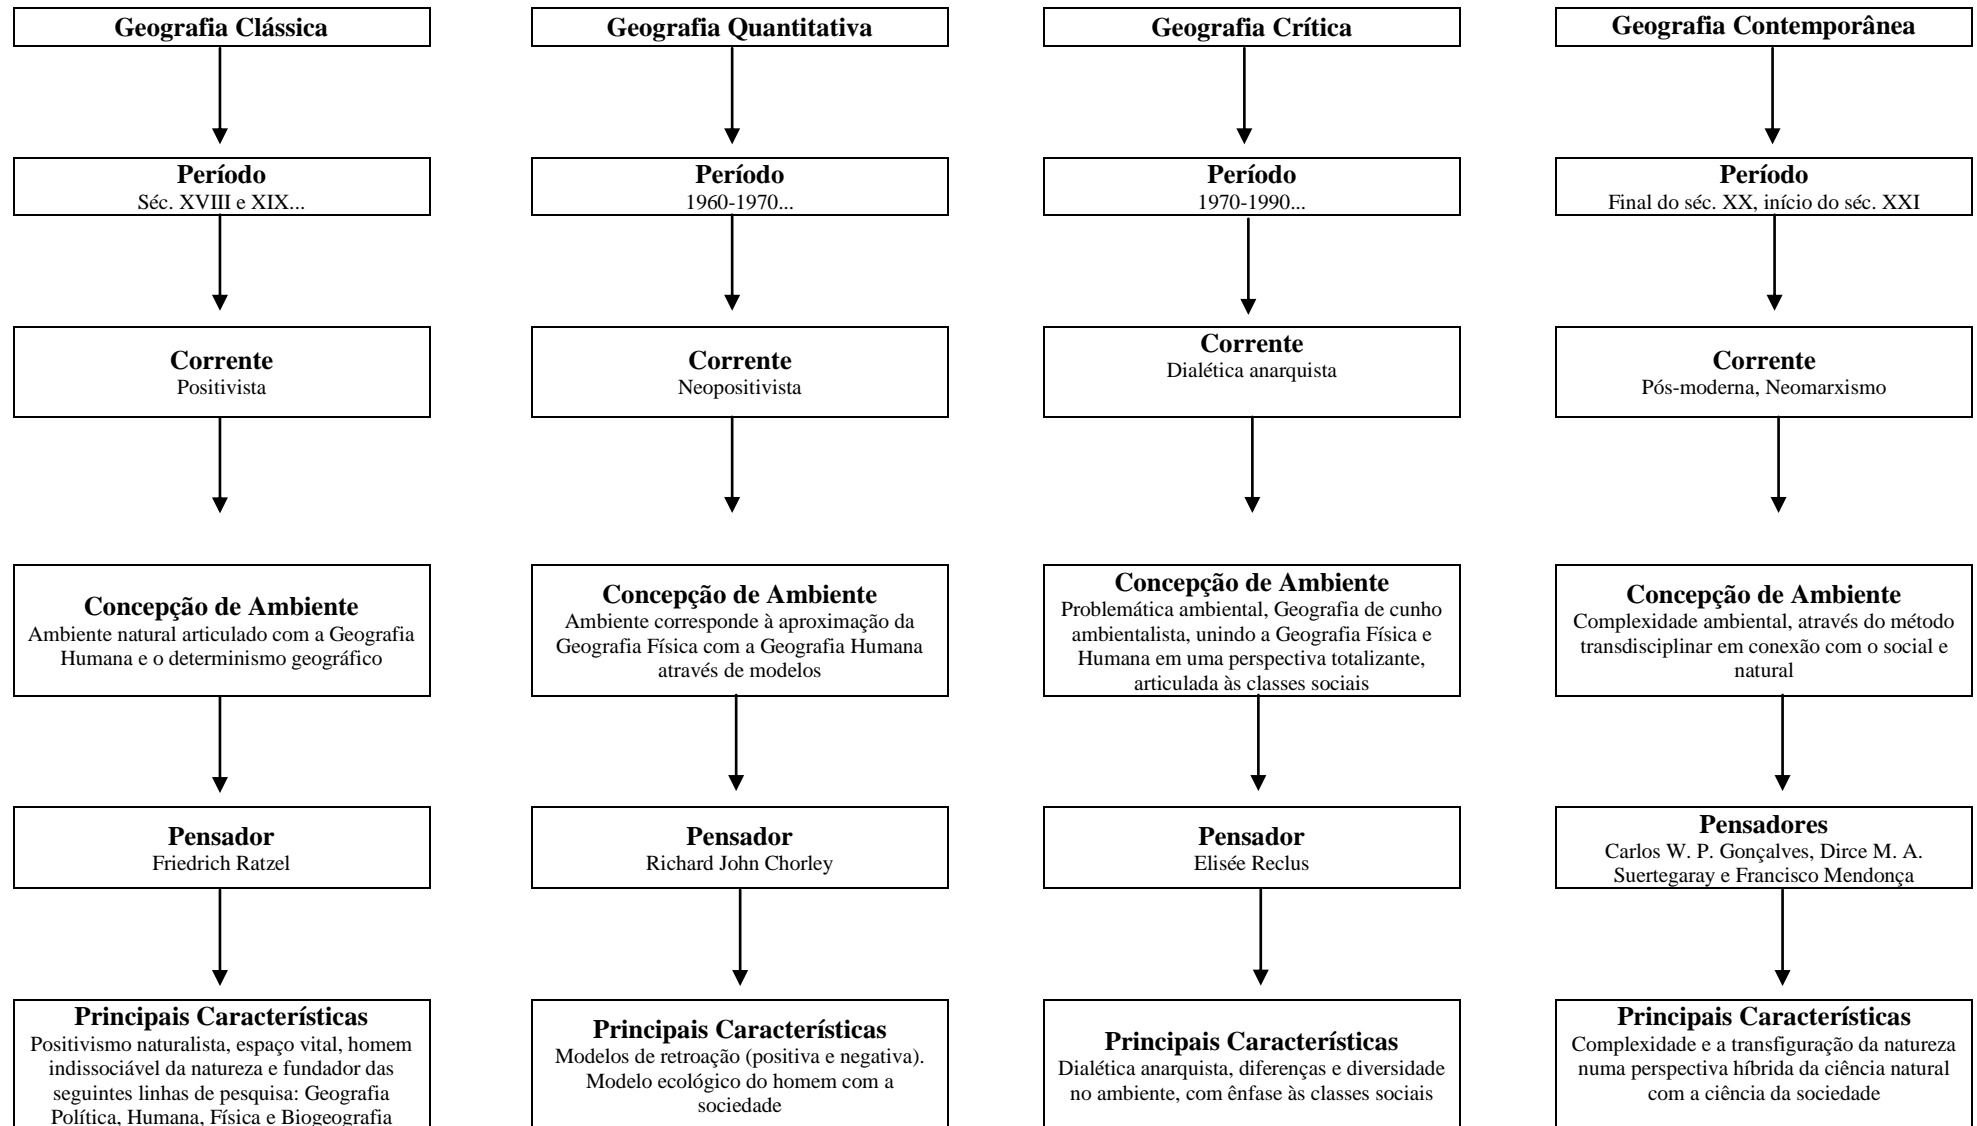 Geografia Clássica
Período
Séc. XVIII e XIX...
Corrente
Positivista
Concepção de Ambiente
Ambiente natural articulado com a Geografia
Humana e o determinismo geográfico
Pensador
Friedrich Ratzel
Principais Características
Positivismo naturalista, espaço vital, homem
indissociável da natureza e fundador das
seguintes linhas de pesquisa: Geografia
Política, Humana, Física e Biogeografia
Geografia Quantitativa
Período
1960-1970...
Corrente
Neopositivista
Concepção de Ambiente
Ambiente corresponde à aproximação da
Geografia Física com a Geografia Humana
através de modelos
Pensador
Richard John Chorley
Principais Características
Modelos de retroação (positiva e negativa).
Modelo ecológico do homem com a
sociedade
Geografia Crítica
Período
1970-1990...
Corrente
Dialética anarquista
Concepção de Ambiente
Problemática ambiental, Geografia de cunho
ambientalista, unindo a Geografia Física e
Humana em uma perspectiva totalizante,
articulada às classes sociais
Pensador
Elisée Reclus
Principais Características
Dialética anarquista, diferenças e diversidade
no ambiente, com ênfase às classes sociais
Geografia Contemporânea
Período
Final do séc. XX, início do séc. XXI
Corrente
Pós-moderna, Neomarxismo
Concepção de Ambiente
Complexidade ambiental, através do método
transdisciplinar em conexão com o social e
natural
Pensadores
Carlos W. P. Gonçalves, Dirce M. A.
Suertegaray e Francisco Mendonça
Principais Características
Complexidade e a transfiguração da natureza
numa perspectiva híbrida da ciência natural
com a ciência da sociedade